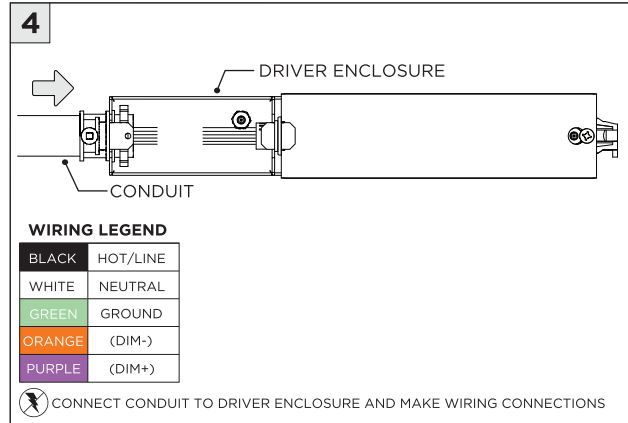 4
DRIVER ENCLOSURE
CONDUIT
WIRING LEGEND
BLACK HOT/LINE
WHITE NEUTRAL
GREEN GROUND
ORANGE (DIM-)
PURPLE (DIM+)
CONNECT CONDUIT TO DRIVER ENCLOSURE AND MAKE WIRING CONNECTIONS